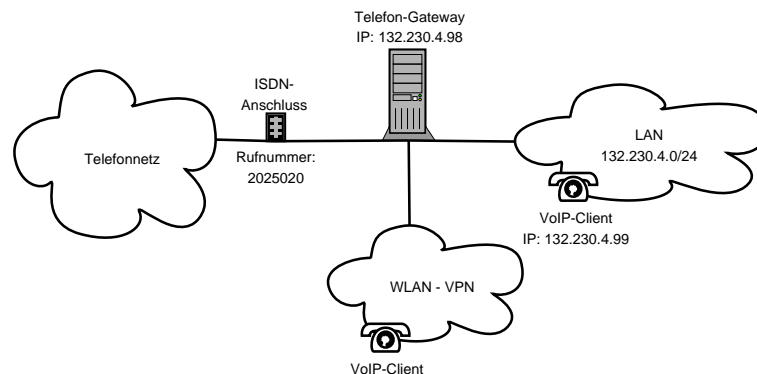 Telefon-Gateway
IP: 132.230.4.98
ISDN-
Anschluss
Telefonnetz
Rufnummer:
2025020
LAN
132.230.4.0/24
VoIP-Client
IP: 132.230.4.99
WLAN - VPN
VoIP-Client